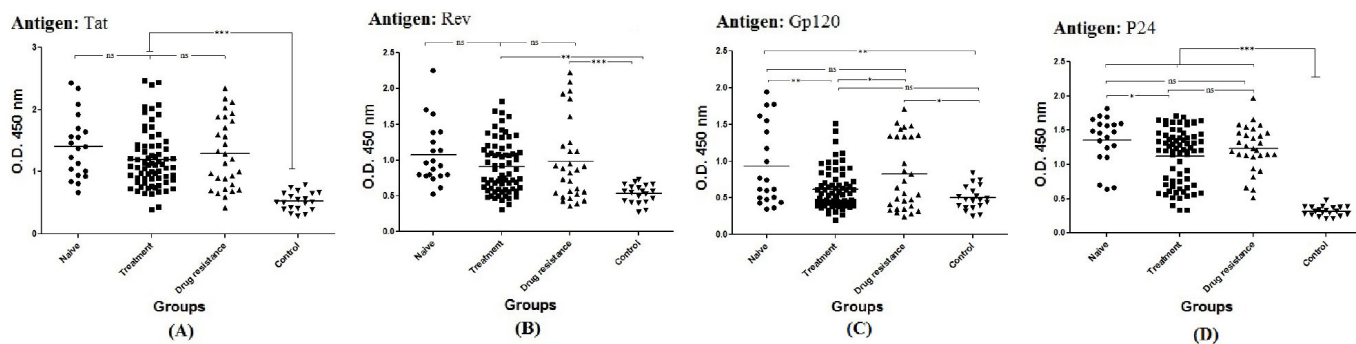 Antigen: Tat
***
ns
ns
3
2
1
0
O.D. 450 nm
Naive
Treatment
Drug resistance
Control
Groups
(A)
Antigen: Rev
ns
ns
**
***
2.5
2.0
1.5
1.0
0.5
0.0
O.D. 450 nm
Naive
Treatment
Drug resistance
Control
Groups
(B)
Antigen: Gp120
**
ns
**
*
ns
*
2.5
2.0
1.5
1.0
0.5
0.0
O.D. 450 nm
Naive
Treatment
Drug resistance
Control
Groups
(C)
Antigen: P24
***
ns
*
ns
2.5
2.0
1.5
1.0
0.5
0.0
O.D. 450 nm
Naive
Treatment
Drug resistance
Control
Groups
(D)